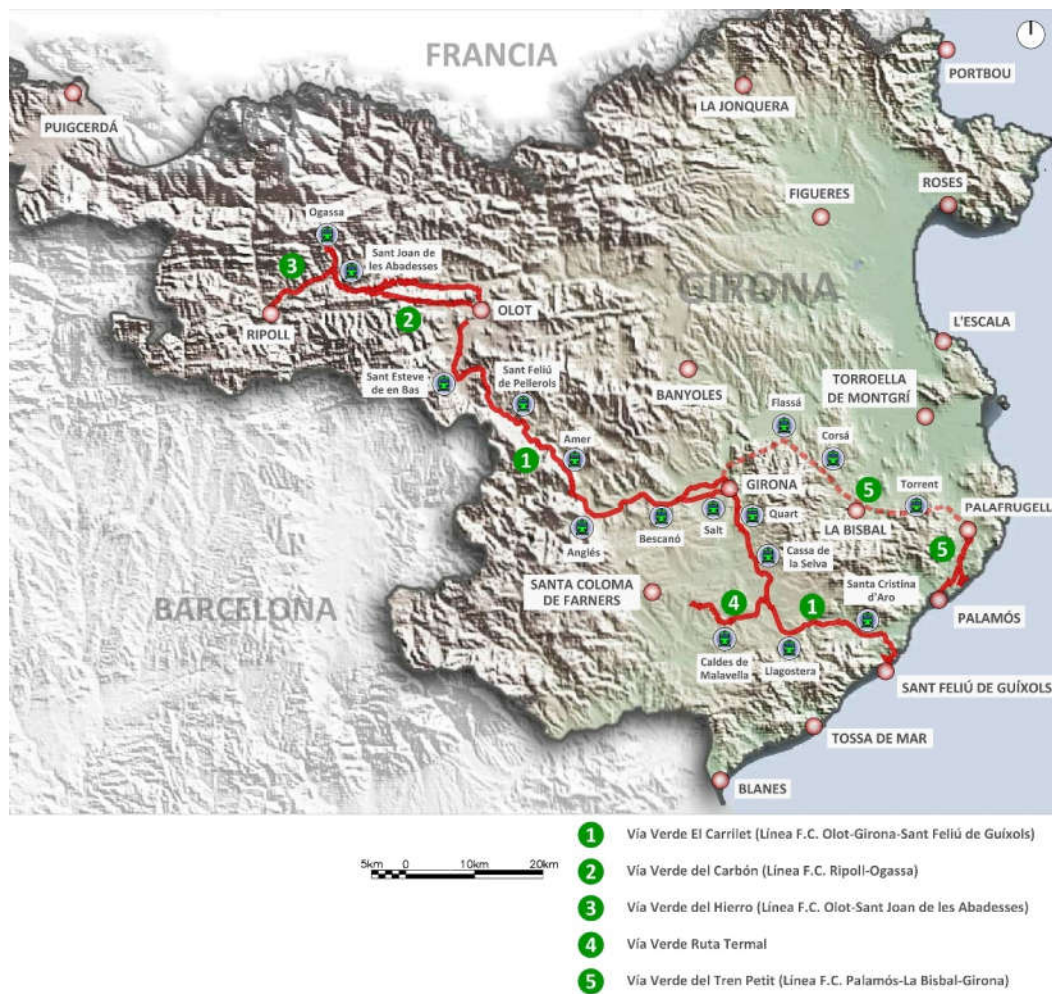 FRANCIA
PORTBOU
LA JONQUERA
PUIGCERDÁ
FIGUERES
ROSES
Ogassa
Sant Joan de
les Abadesses
3
GIRONA
OLOT
L'ESCALA
RIPOLL
2
Sant Esteve
de en Bas
Sant Feliú
de Pellerols
BANYOLES
TORROELLA
DE MONTGRÍ
Flassá
Corsá
Amer
1
GIRONA
5
Torrent
PALAFRUGELL
Anglés
Bescanó
Salt
Quart
LA BISBAL
5
Cassa de
la Selva
SANTA COLOMA
DE FARNERS
4
1
Santa Cristina
d'Aro
PALAMÓS
BARCELONA
Caldes de
Malavella
Llagostera
SANT FELIÚ DE GUÍXOLS
TOSSA DE MAR
BLANES
5km 0 10km 20km
1 Vía Verde El Carrilet (Línea F.C. Olot-Girona-Sant Feliú de Guíxols)
2 Vía Verde del Carbón (Línea F.C. Ripoll-Ogassa)
3 Vía Verde del Hierro (Línea F.C. Olot-Sant Joan de les Abadesses)
4 Vía Verde Ruta Termal
5 Vía Verde del Tren Petit (Línea F.C. Palamós-La Bisbal-Girona)